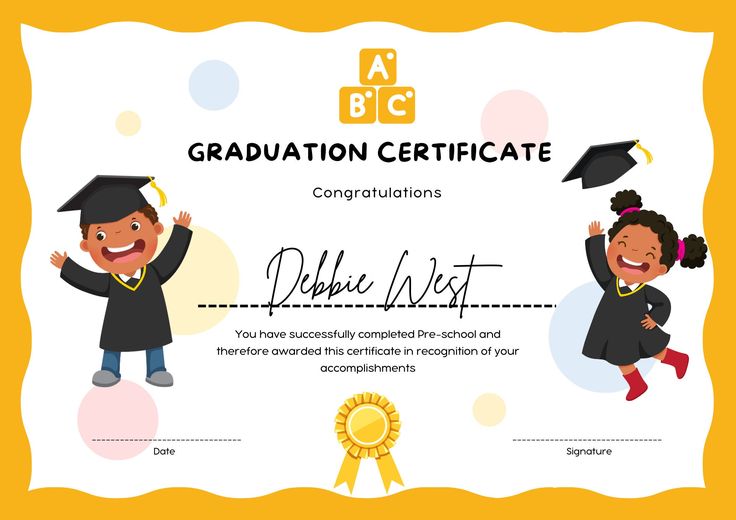 A
B C
GRADUATION CERTIFICATE
Congratulations
Debbie West
You have successfully completed Pre-school and
therefore awarded this certificate in recognition of your
accomplishments
Date
Signature